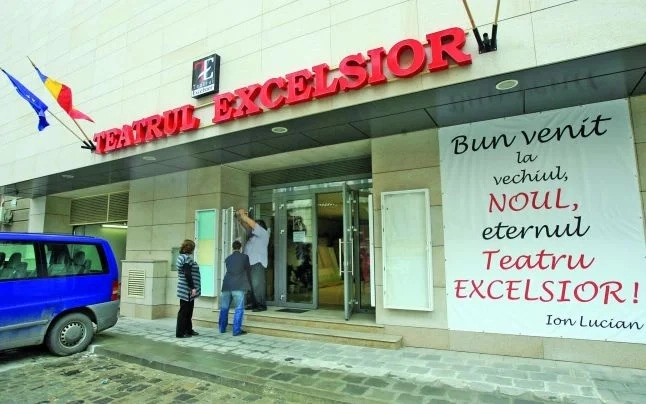 TEATRUL EXCELSIOR
Bun venit
la
vechiul,
NOUL,
eternul
Teatru
EXCELSIOR!
Ion Lucian